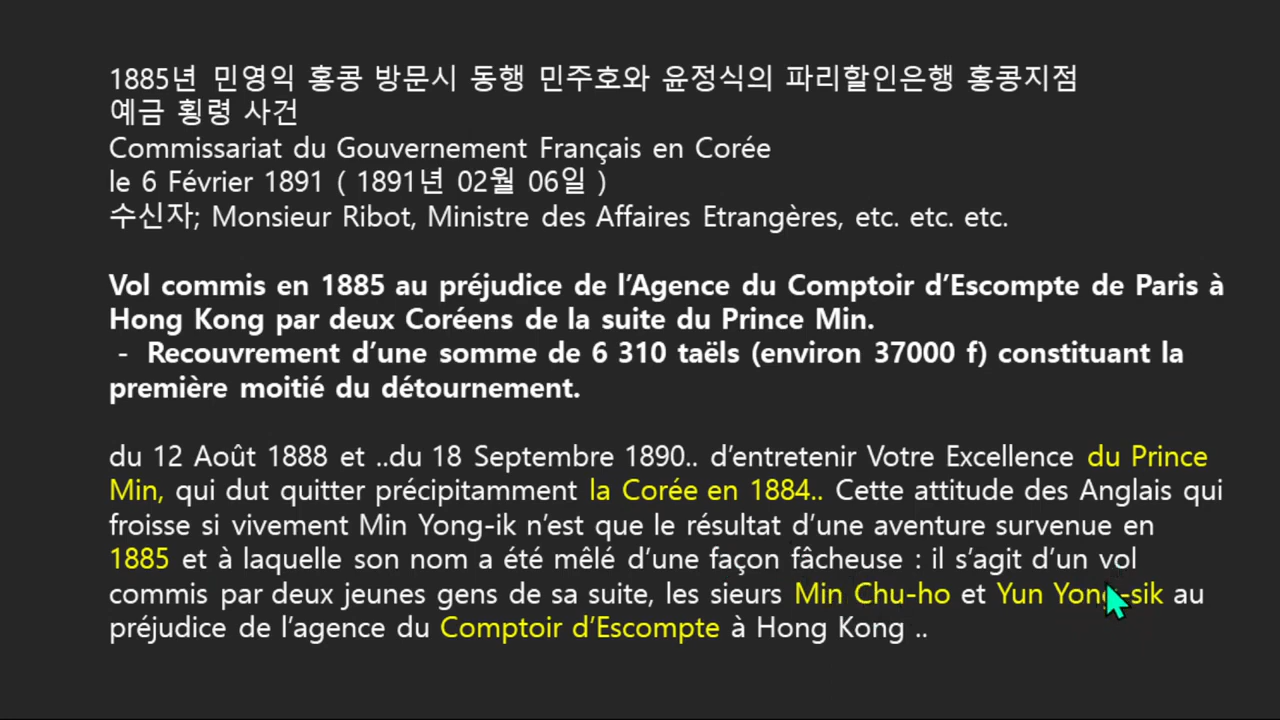 1885년 민영익 홍콩 방문시 동행 민주호와 윤정식의 파리할인은행 홍콩지점
예금 횡령 사건
Commissariat du Gouvernement Français en Corée
le 6 Février 1891 ( 1891년 02월 06일 )
수신자; Monsieur Ribot, Ministre des Affaires Etrangères, etc. etc. etc.
Vol commis en 1885 au préjudice de l’Agence du Comptoir d’Escompte de Paris à
Hong Kong par deux Coréens de la suite du Prince Min.
- Recouvrement d’une somme de 6 310 taëls (environ 37000 f) constituant la
première moitié du détournement.
du 12 Août 1888 et ..du 18 Septembre 1890.. d’entretenir Votre Excellence du Prince
Min, qui dut quitter précipitamment la Corée en 1884.. Cette attitude des Anglais qui
froisse si vivement Min Yong-ik n’est que le résultat d’une aventure survenue en
1885 et à laquelle son nom a été mêlé d’une façon fâcheuse : il s’agit d’un vol
commis par deux jeunes gens de sa suite, les sieurs Min Chu-ho et Yun Yong-sik au
préjudice de l’agence du Comptoir d’Escompte à Hong Kong ..